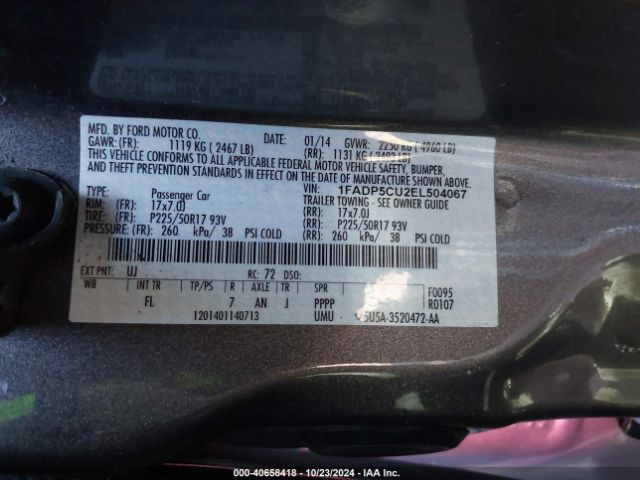 MFD. BY FORD MOTOR CO. DATE: 01/14 GVWR: 2250 KG ( 4960 LB)
GAWR: (FR): 1119 KG ( 2467 LB) (RR): 1131 KG ( 2493 LB)
THIS VEHICLE CONFORMS TO ALL APPLICABLE FEDERAL MOTOR VEHICLE SAFETY, BUMPER,
AND THEFT PREVENTION STANDARDS IN EFFECT ON THE DATE OF MANUFACTURE SHOWN ABOVE.
VIN: 1FADP5CU2EL504067
Passenger Car TRAILER TOWING - SEE OWNER GUIDE
RIM: (FR): 17x7.0J (RR): 17x7.0J
TIRE: (FR): P225/50R17 93V (RR): P225/50R17 93V
PRESSURE: (FR): 260 kPa/ 38 PSI COLD (RR): 260 kPa/ 38 PSI COLD
EXT PNT: UJ RC: 72 DSO:
WB INT TR TP/PS R AXLE TR SPR F0095
FL 7 AN J PPPP R0107
1201401140713 UMU 5U5A-3520472-AA
000-40658418 - 10/23/2024 - IAA Inc.